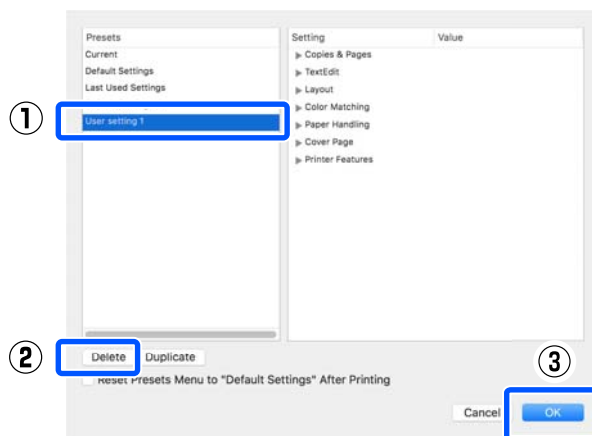 Presets
Setting Value
Current
Default Settings
Last Used Settings
User setting 1
Copies & Pages
TextEdit
Layout
Color Matching
Paper Handling
Cover Page
Printer Features
1
2
Delete Duplicate
Reset Presets Menu to "Default Settings" After Printing
3
Cancel OK